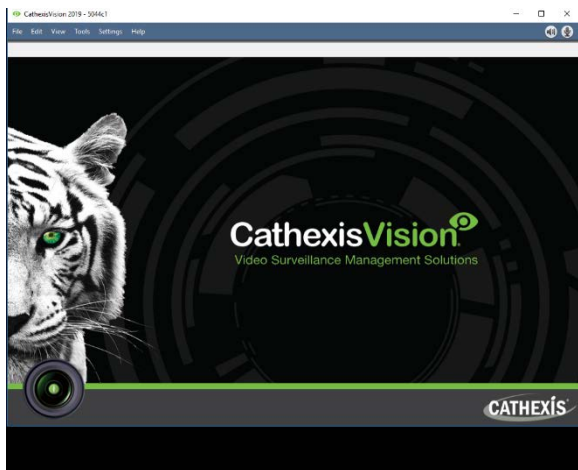 CathexisVision 2019 - 5044c1
File Edit View Tools Settings Help
CathexisVision
Video Surveillance Management Solutions
CATHEXIS